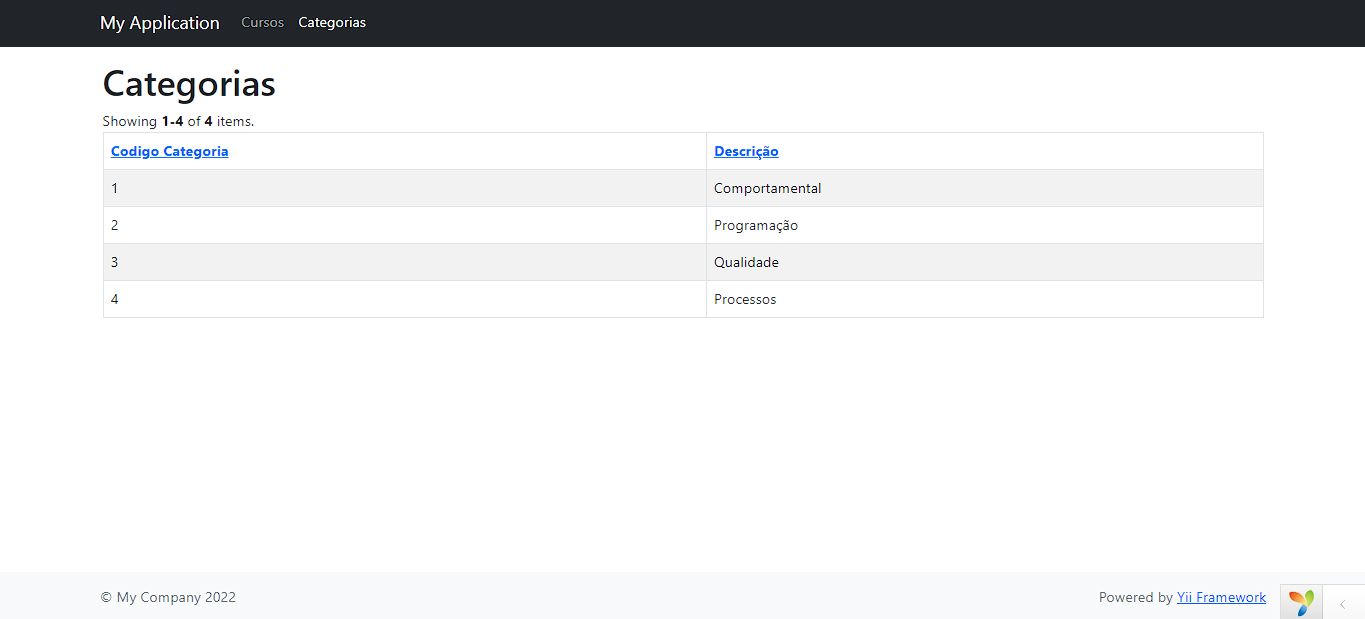 My Application Cursos Categorias
Categorias
Showing 1-4 of 4 items.
Codigo Categoria Descrição
1 Comportamental
2 Programação
3 Qualidade
4 Processos
© My Company 2022 Powered by Yii Framework